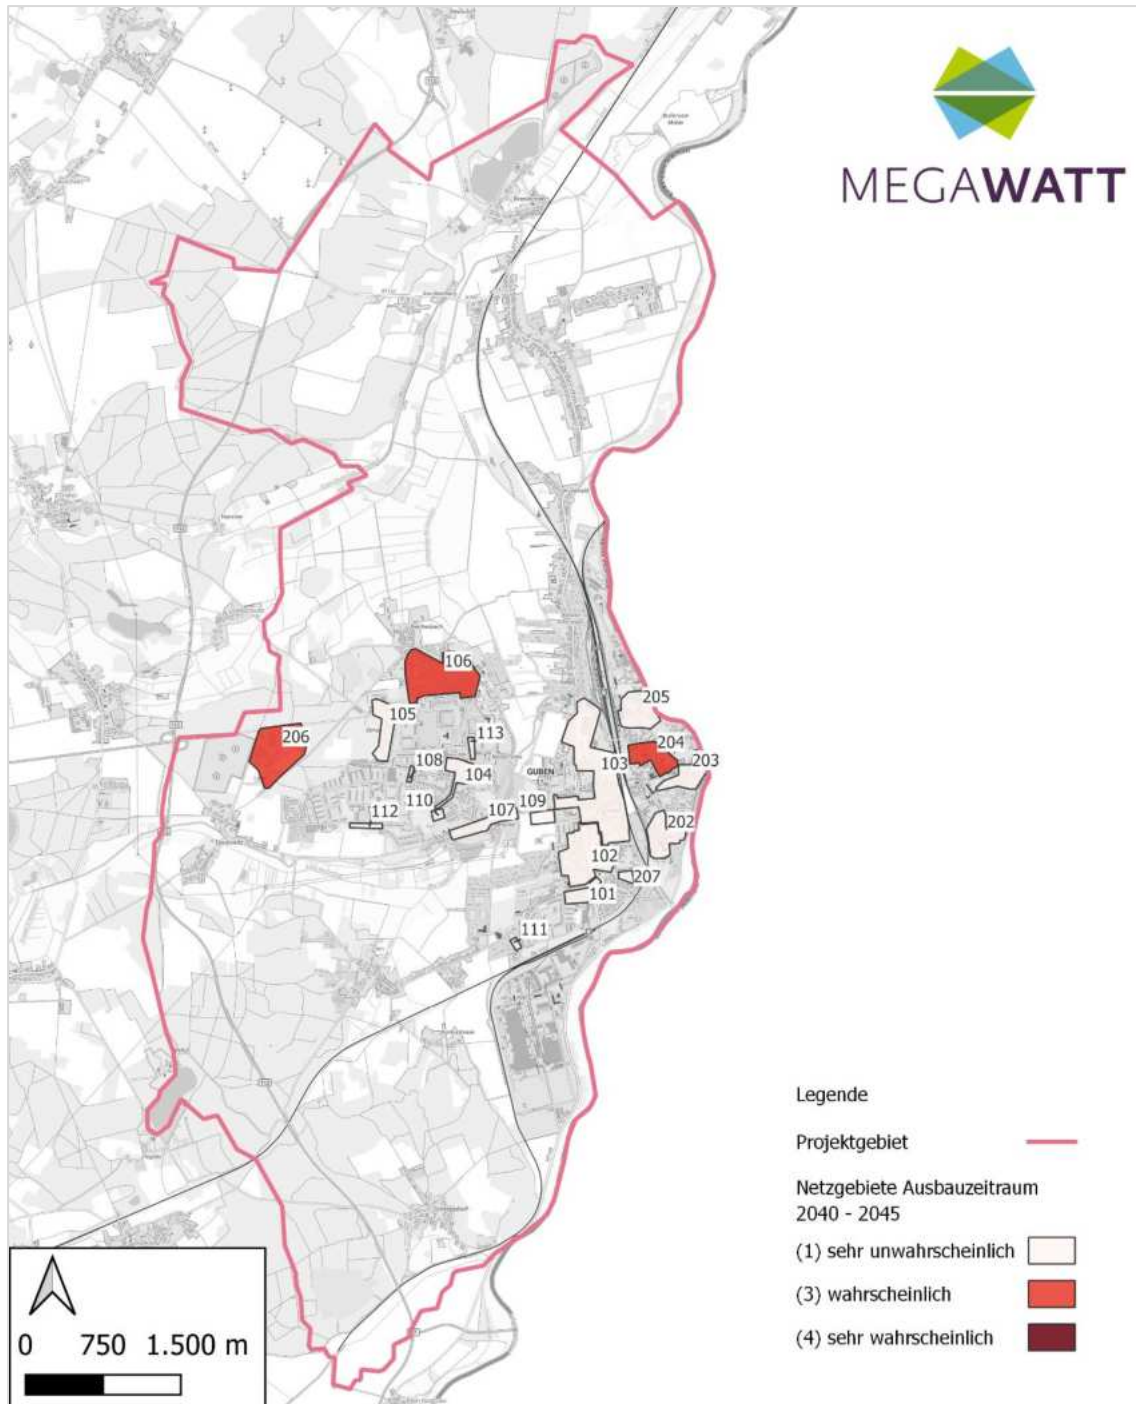 MEGAWATT
106
205
105
206
113
204
108
103
203
104
GUBEN
110
109
107
112
202
102
207
101
111
Legende
Projektgebiet
Netzgebiete Ausbauzeitraum
2040 - 2045
(1) sehr unwahrscheinlich
(3) wahrscheinlich
(4) sehr wahrscheinlich
0 750 1.500 m